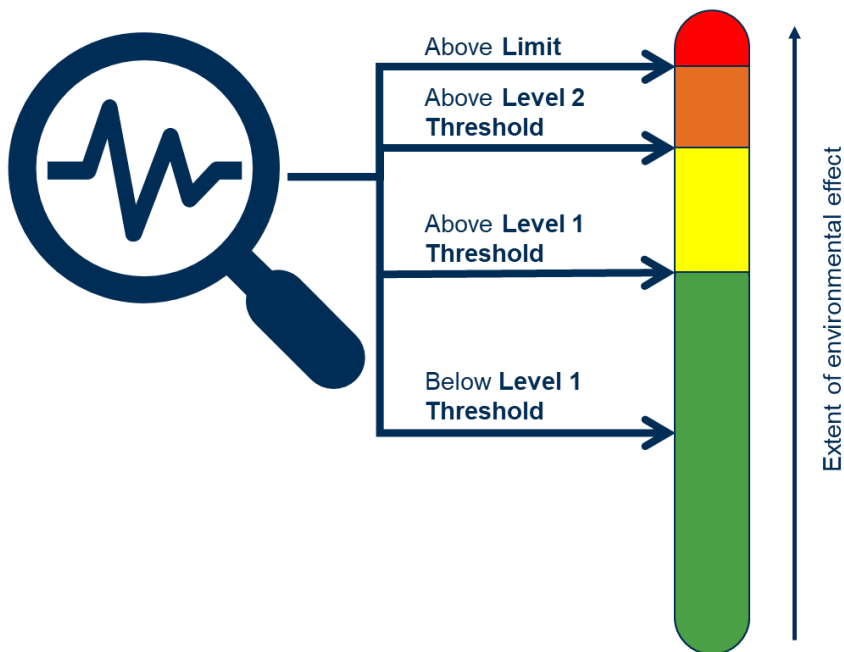 Above Limit
Above Level 2
Threshold
Above Level 1
Threshold
Below Level 1
Threshold
Extent of environmental effect